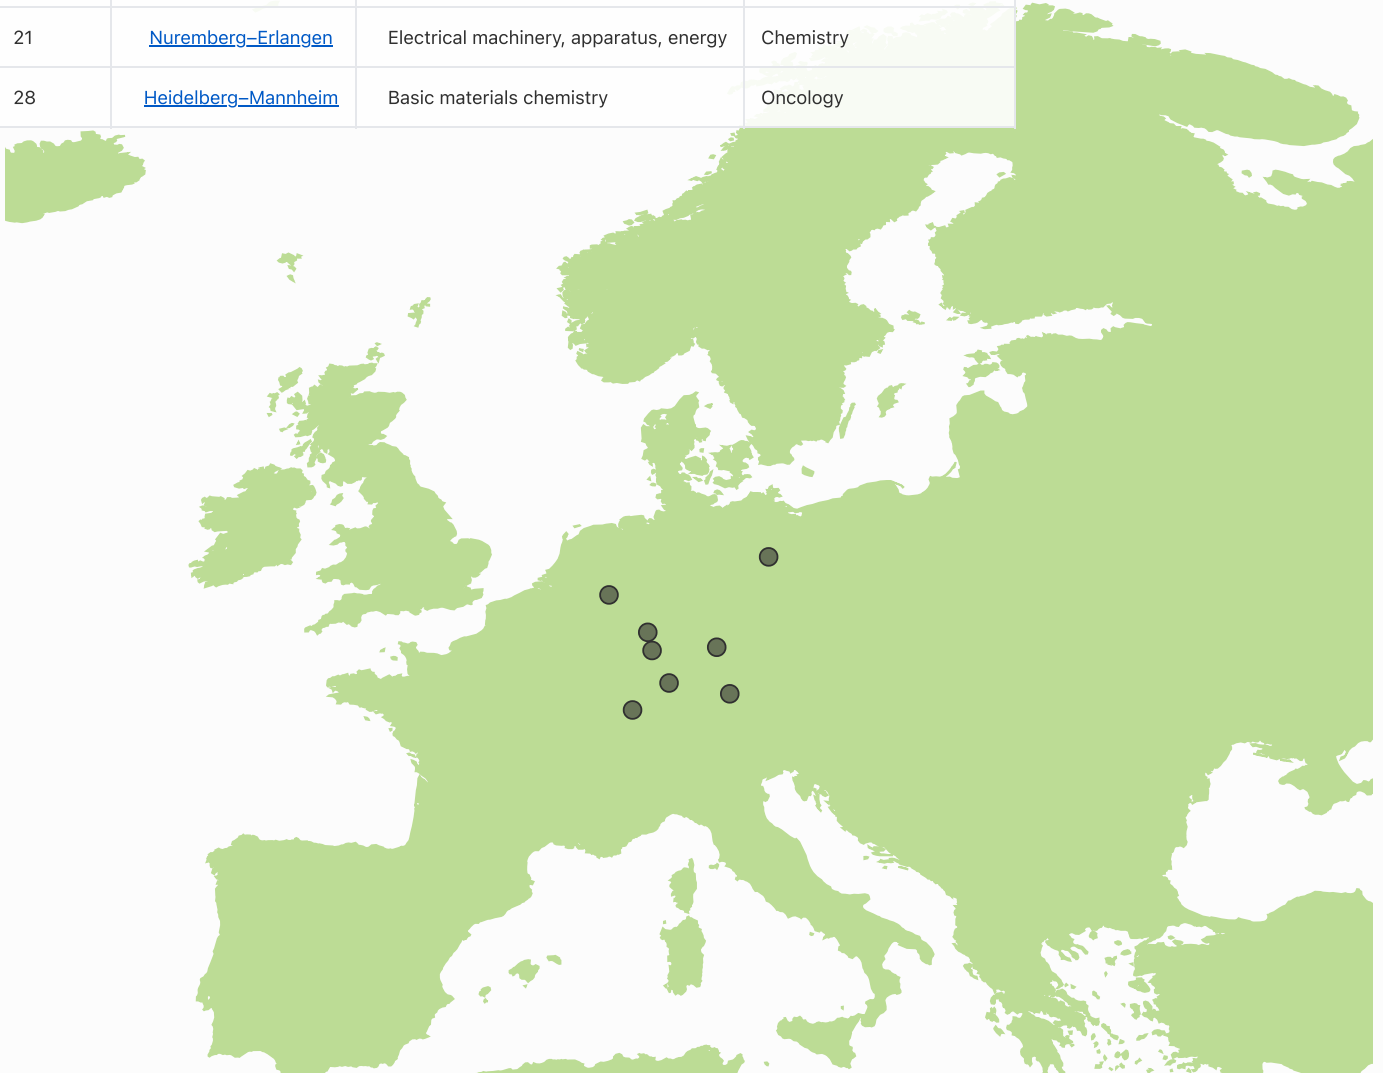 21 Nuremberg–Erlangen Electrical machinery, apparatus, energy Chemistry
28 Heidelberg–Mannheim Basic materials chemistry Oncology